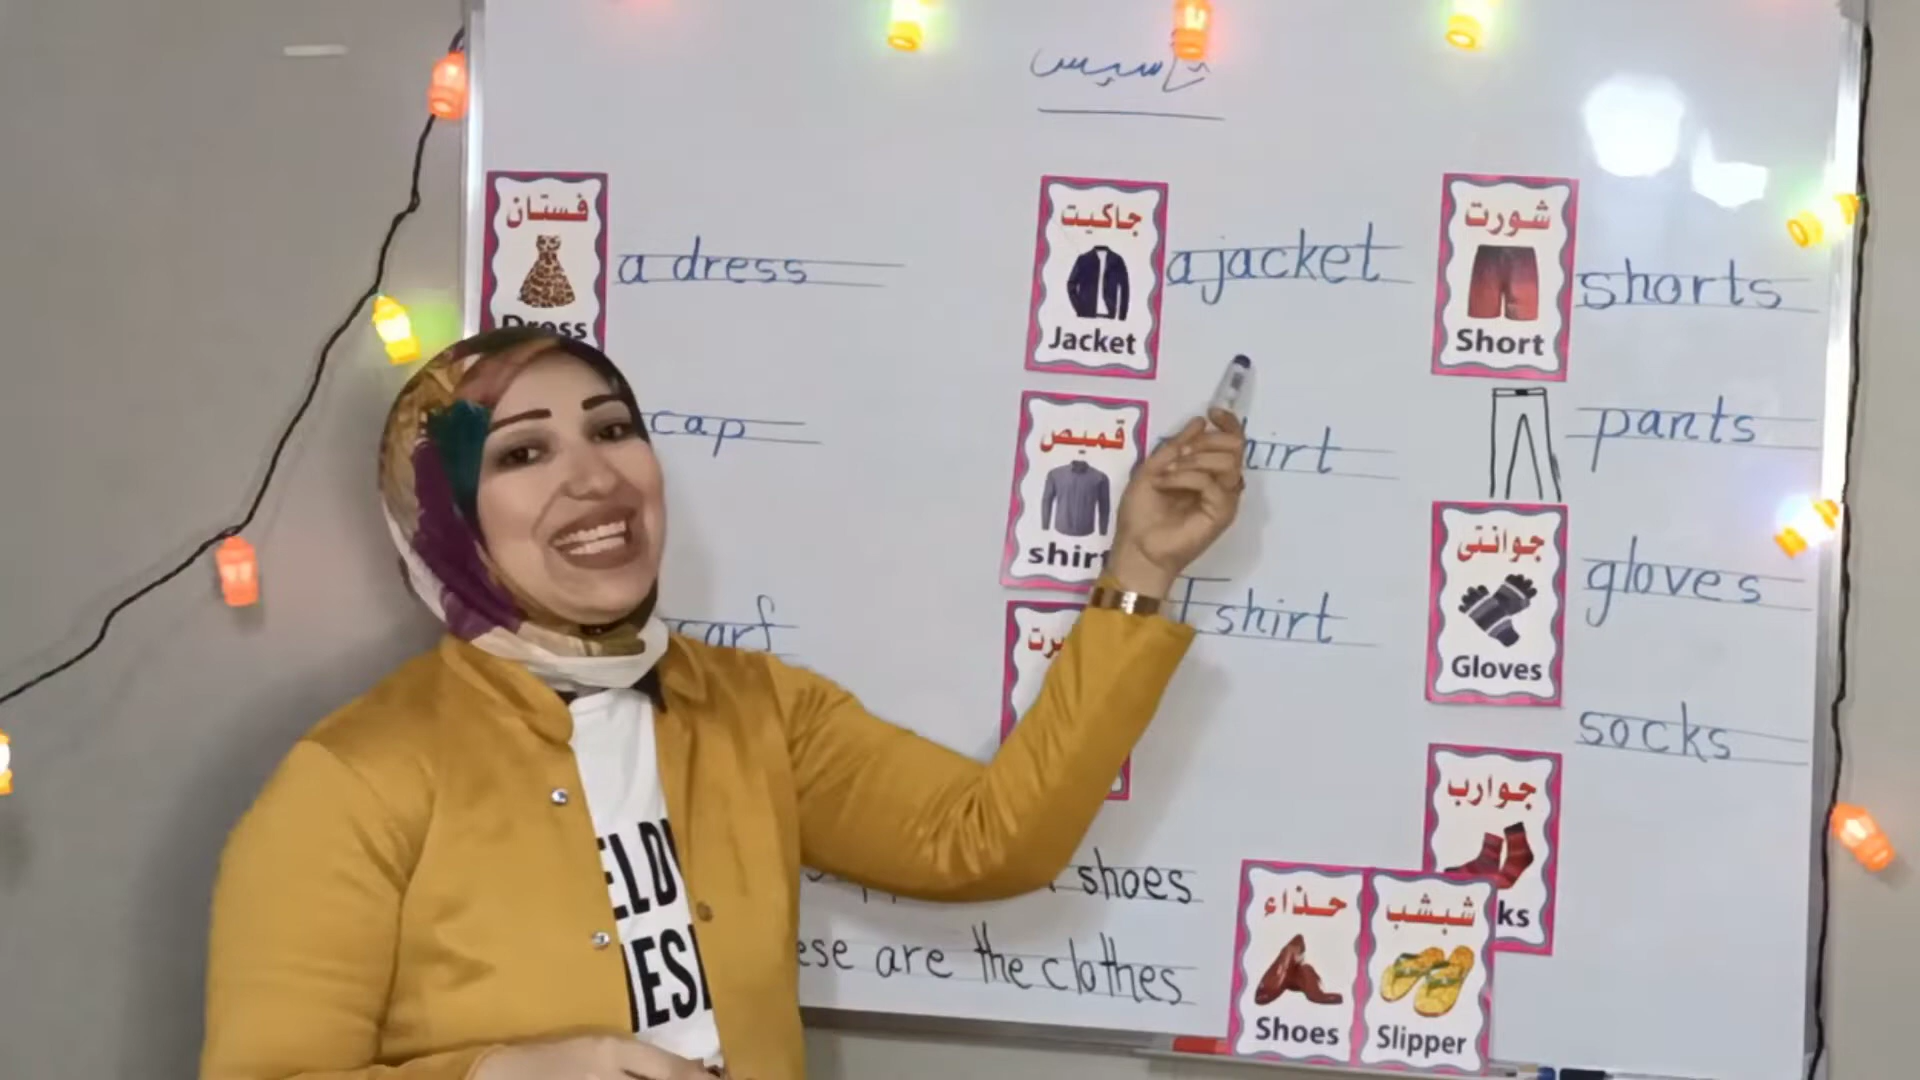 تأسيس
فستان
Dress
a dress
cap
carf
جاكيت
Jacket
a jacket
قميص
shirt
hirt
T shirt
shoes
ese are the clothes
شورت
Short
shorts
pants
جوانتى
Gloves
gloves
socks
جوارب
ks
حذاء
Shoes
شبشب
Slipper